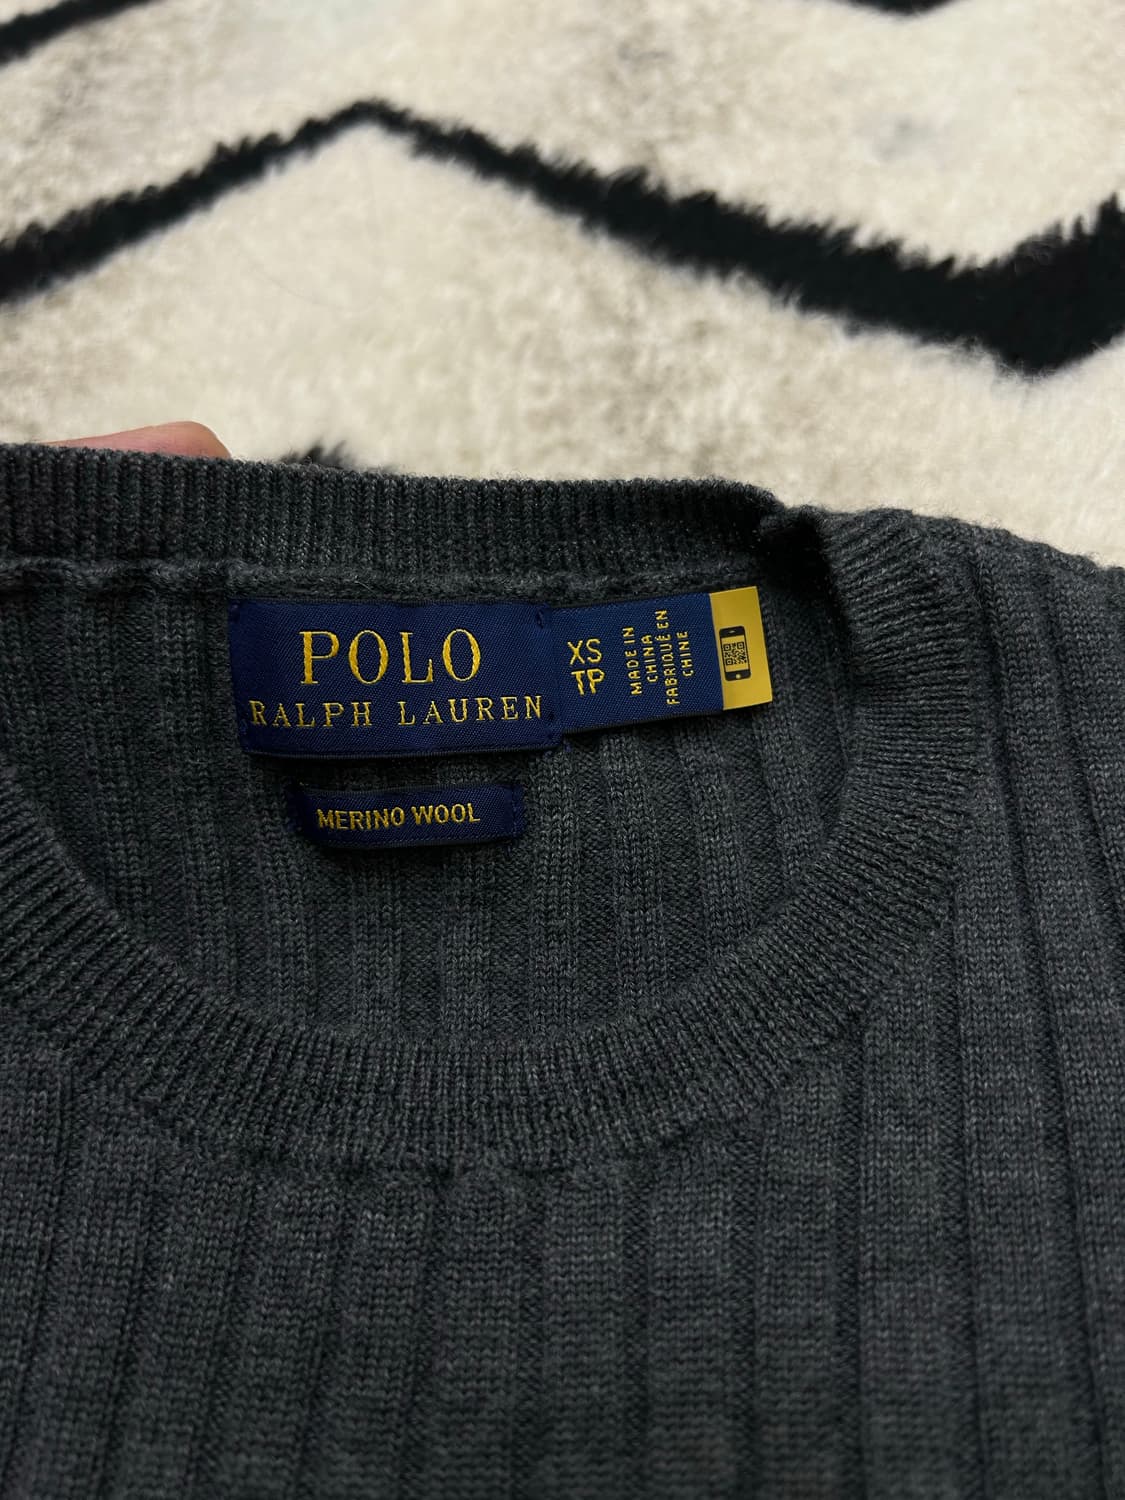 POLO
RALPH LAUREN
XS
TP
MADE IN
CHINA
FABRIQUÉ EN
CHINE
MERINO WOOL